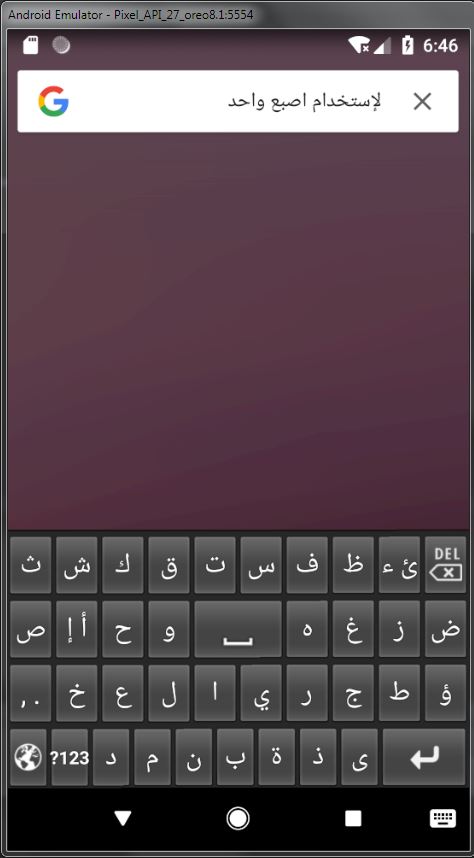 Android Emulator - Pixel_API_27_oreo8.1:5554
6:46
لإستخدام اصبع واحد
ث ش ك ق ت س ف ظ ئ ء DEL
ص أ إ ح و ه غ ز ض
. , خ ع ل ا ي ر ج ط ؤ
?123 د م ن ب ة ذ ى